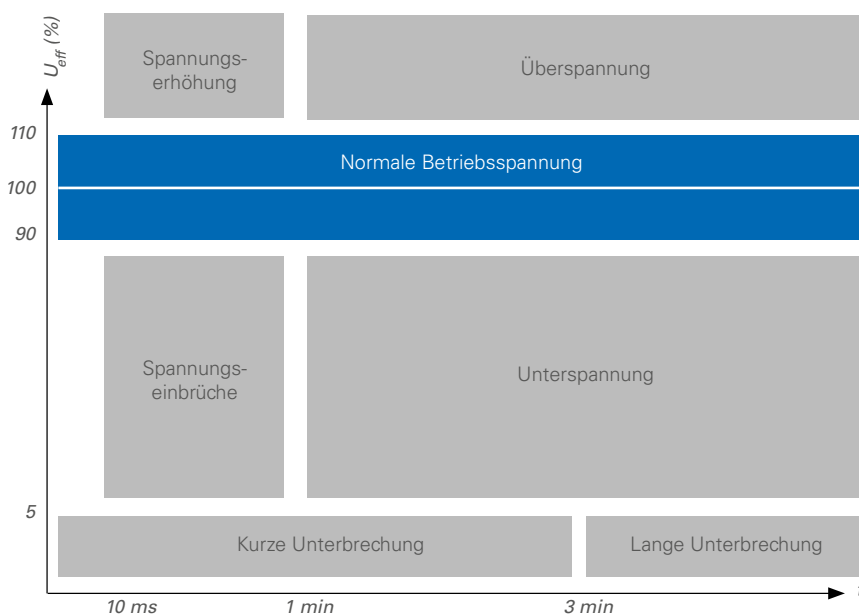 U_eff (%)
Spannungs-
erhöhung
Überspannung
110
Normale Betriebsspannung
100
90
Spannungs-
einbrüche
Unterspannung
5
Kurze Unterbrechung
Lange Unterbrechung
10 ms
1 min
3 min